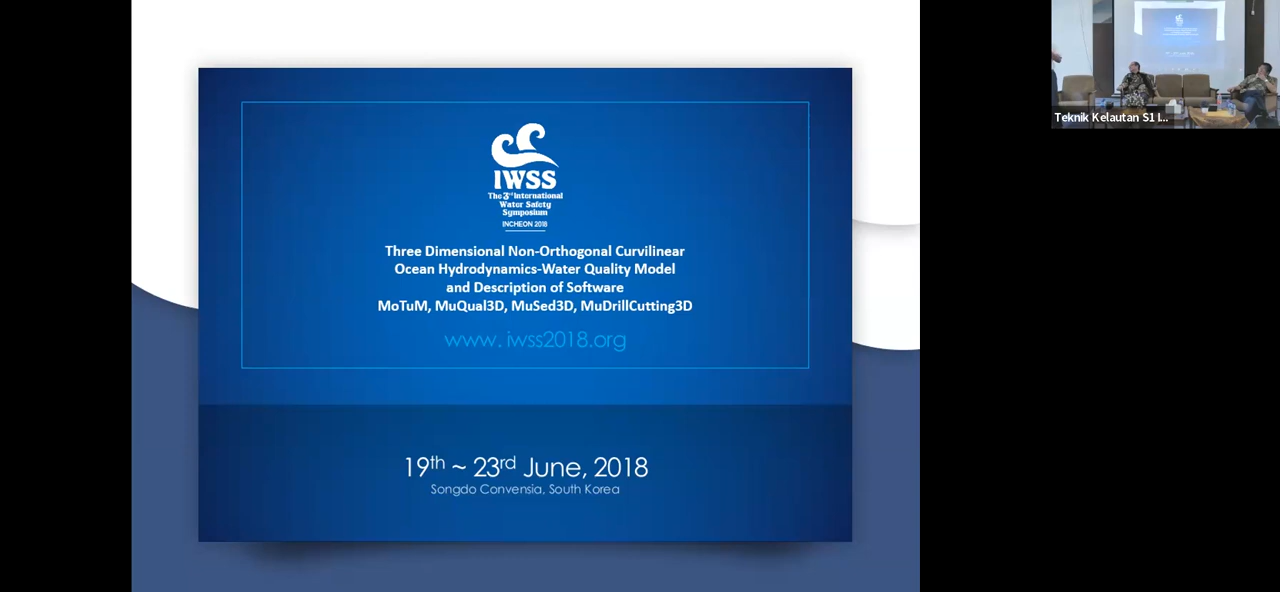 IWSS
The 3rd International
Water Safety
Symposium
INCHEON 2018
Three Dimensional Non-Orthogonal Curvilinear
Ocean Hydrodynamics-Water Quality Model
and Description of Software
MoTuM, MuQual3D, MuSed3D, MuDrillCutting3D
www.iwss2018.org
19th ~ 23rd June, 2018
Songdo Convensia, South Korea
Teknik Kelautan S1 I...